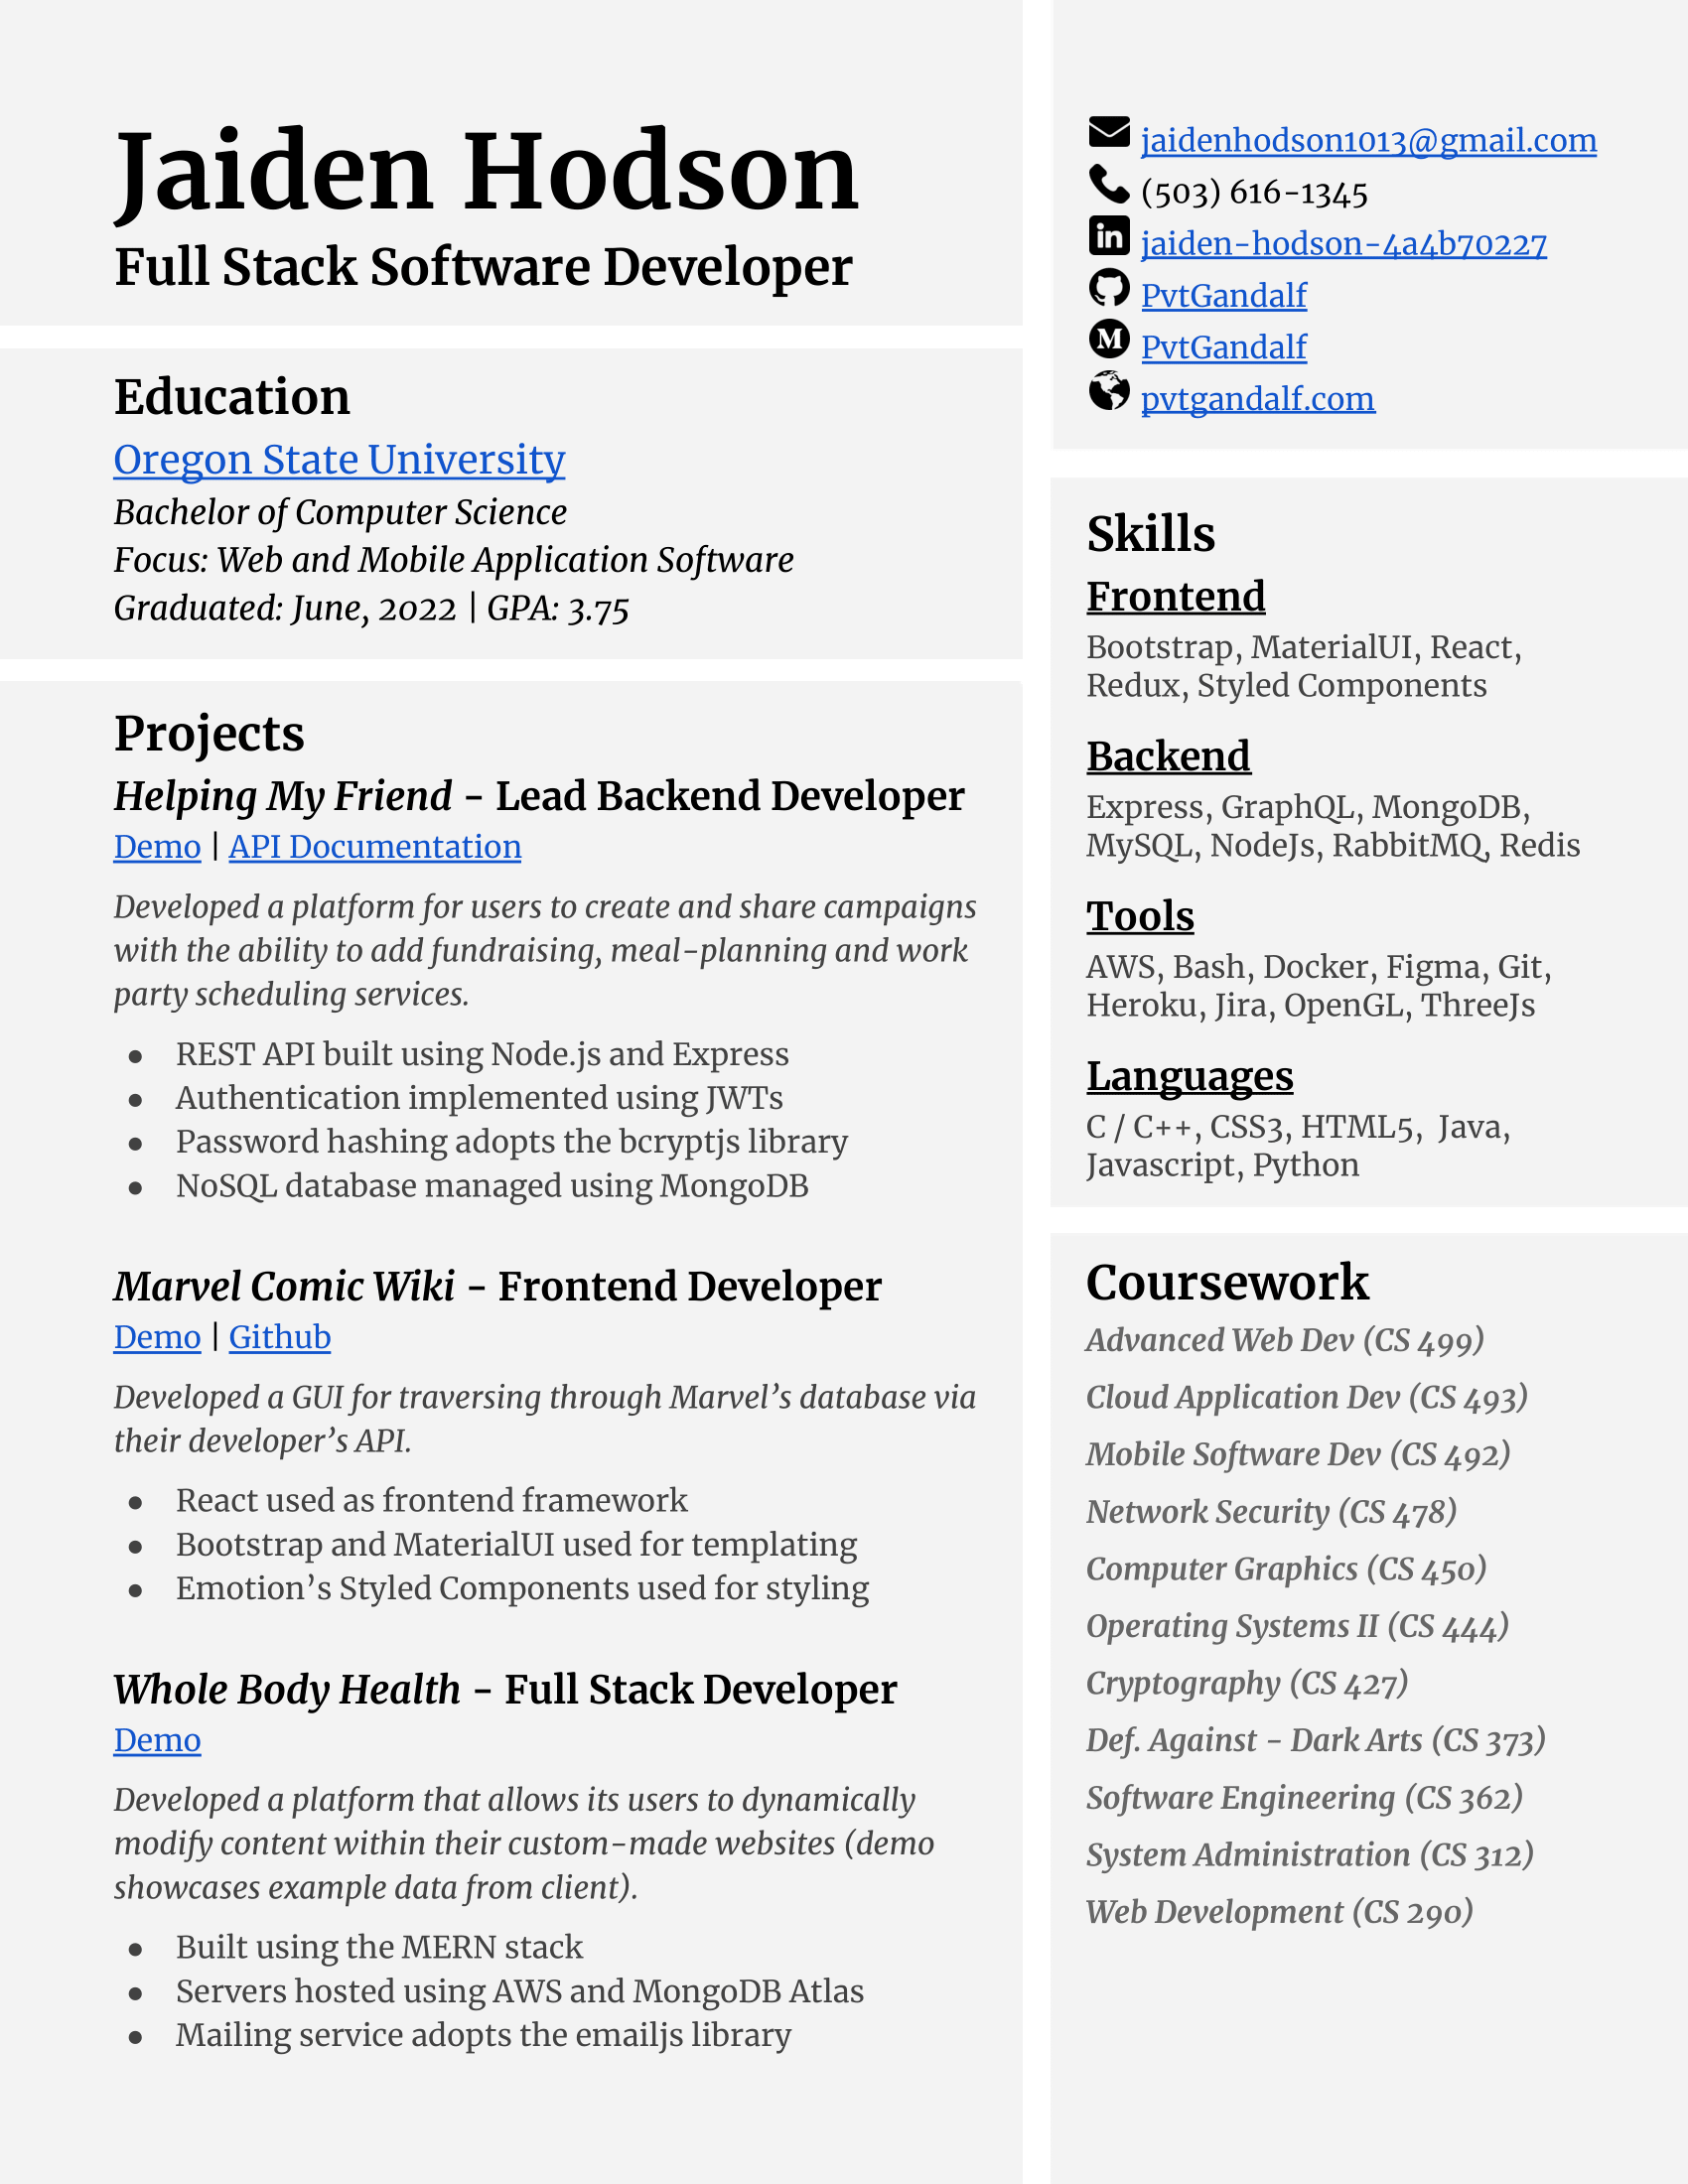 Jaiden Hodson
Full Stack Software Developer
Education
Oregon State University
Bachelor of Computer Science
Focus: Web and Mobile Application Software
Graduated: June, 2022 | GPA: 3.75
Projects
Helping My Friend - Lead Backend Developer
Demo | API Documentation
Developed a platform for users to create and share campaigns
with the ability to add fundraising, meal-planning and work
party scheduling services.
● REST API built using Node.js and Express
● Authentication implemented using JWTs
● Password hashing adopts the bcryptjs library
● NoSQL database managed using MongoDB
Marvel Comic Wiki - Frontend Developer
Demo | Github
Developed a GUI for traversing through Marvel’s database via
their developer’s API.
● React used as frontend framework
● Bootstrap and MaterialUI used for templating
● Emotion’s Styled Components used for styling
Whole Body Health - Full Stack Developer
Demo
Developed a platform that allows its users to dynamically
modify content within their custom-made websites (demo
showcases example data from client).
● Built using the MERN stack
● Servers hosted using AWS and MongoDB Atlas
● Mailing service adopts the emailjs library
jaidenhodson1013@gmail.com
(503) 616-1345
jaiden-hodson-4a4b70227
PvtGandalf
PvtGandalf
pvtgandalf.com
Skills
Frontend
Bootstrap, MaterialUI, React,
Redux, Styled Components
Backend
Express, GraphQL, MongoDB,
MySQL, NodeJs, RabbitMQ, Redis
Tools
AWS, Bash, Docker, Figma, Git,
Heroku, Jira, OpenGL, ThreeJs
Languages
C / C++, CSS3, HTML5, Java,
Javascript, Python
Coursework
Advanced Web Dev (CS 499)
Cloud Application Dev (CS 493)
Mobile Software Dev (CS 492)
Network Security (CS 478)
Computer Graphics (CS 450)
Operating Systems II (CS 444)
Cryptography (CS 427)
Def. Against - Dark Arts (CS 373)
Software Engineering (CS 362)
System Administration (CS 312)
Web Development (CS 290)